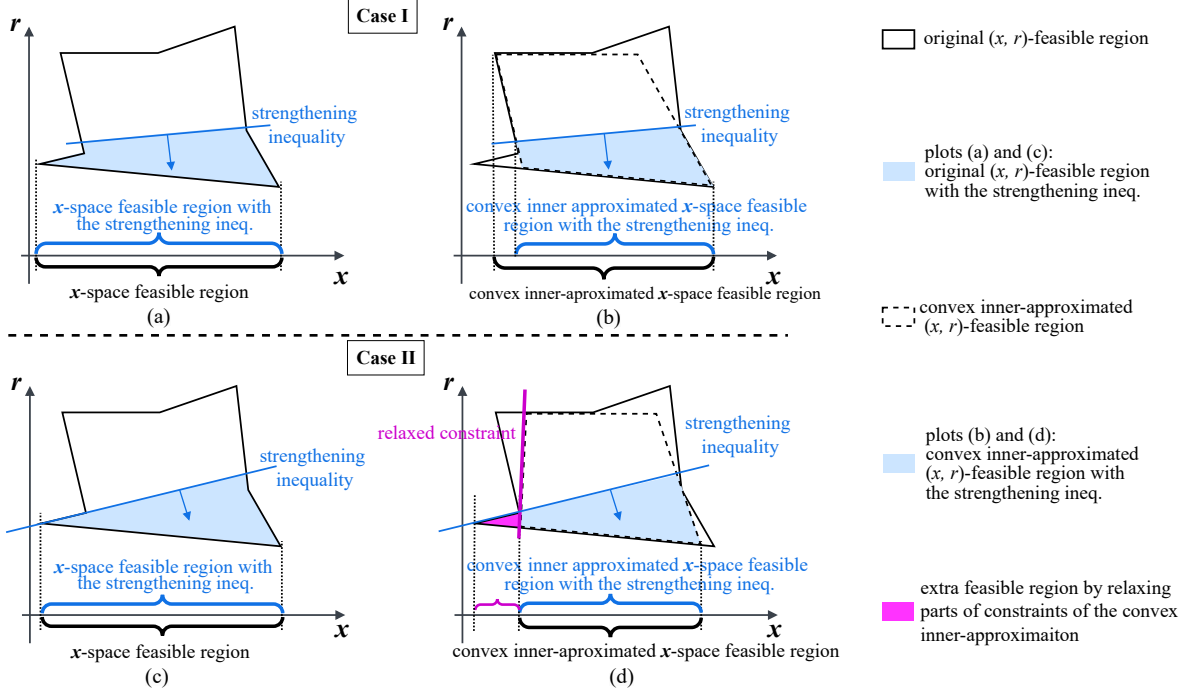 Case I
r
strengthening
inequality
x-space feasible region with
the strengthening ineq.
x
x-space feasible region
(a)
r
strengthening
inequality
convex inner approximated x-space feasible
region with the strengthening ineq.
x
convex inner-aproximated x-space feasible region
(b)
Case II
r
strengthening
inequality
x-space feasible region with
the strengthening ineq.
x
x-space feasible region
(c)
r
relaxed constraint
strengthening
inequality
convex inner approximated x-space feasible
region with the strengthening ineq.
x
convex inner-aproximated x-space feasible region
(d)
original (x, r)-feasible region
plots (a) and (c):
original (x, r)-feasible region
with the strengthening ineq.
convex inner-approximated
(x, r)-feasible region
plots (b) and (d):
convex inner-approximated
(x, r)-feasible region with
the strengthening ineq.
extra feasible region by relaxing
parts of constraints of the convex
inner-approximaiton